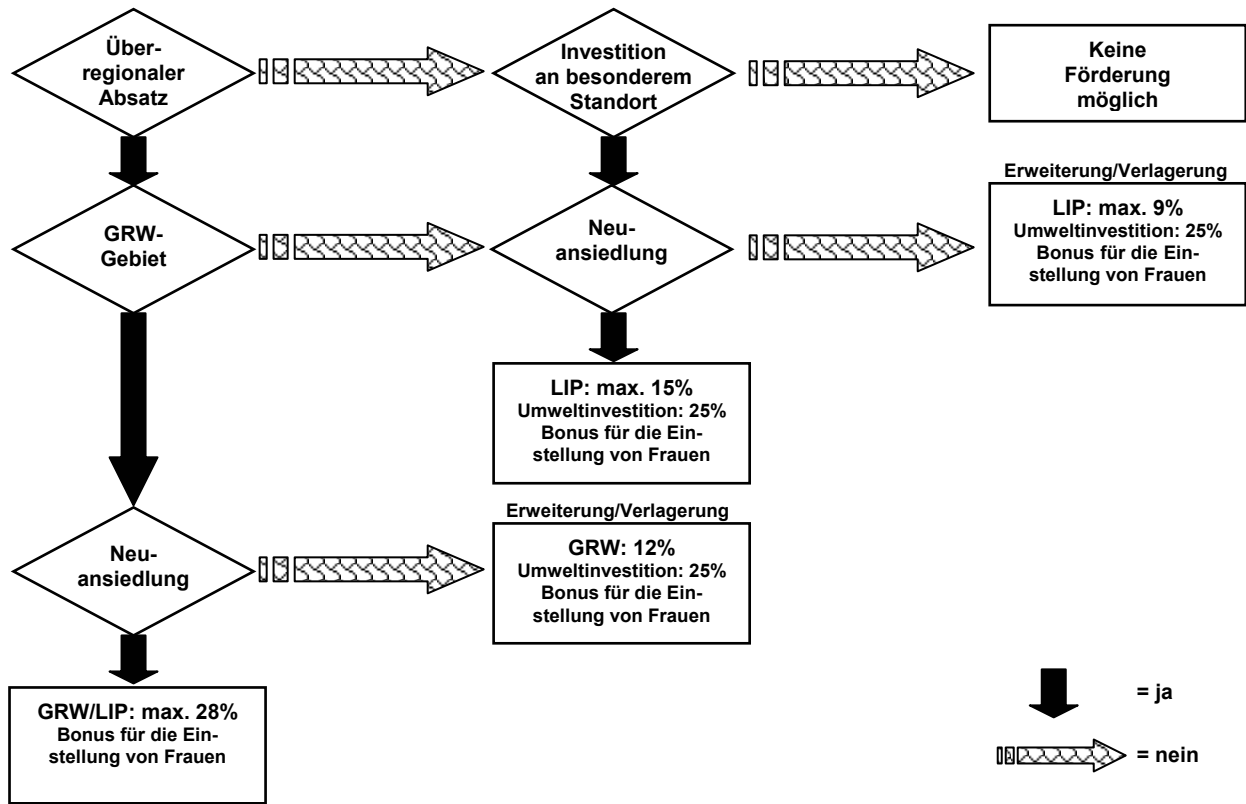 Über-
regionaler
Absatz
Investition
an besonderem
Standort
Keine
Förderung
möglich
GRW-
Gebiet
Neu-
ansiedlung
Erweiterung/Verlagerung
LIP: max. 9%
Umweltinvestition: 25%
Bonus für die Ein-
stellung von Frauen
LIP: max. 15%
Umweltinvestition: 25%
Bonus für die Ein-
stellung von Frauen
Neu-
ansiedlung
Erweiterung/Verlagerung
GRW: 12%
Umweltinvestition: 25%
Bonus für die Ein-
stellung von Frauen
GRW/LIP: max. 28%
Bonus für die Ein-
stellung von Frauen
= ja
= nein